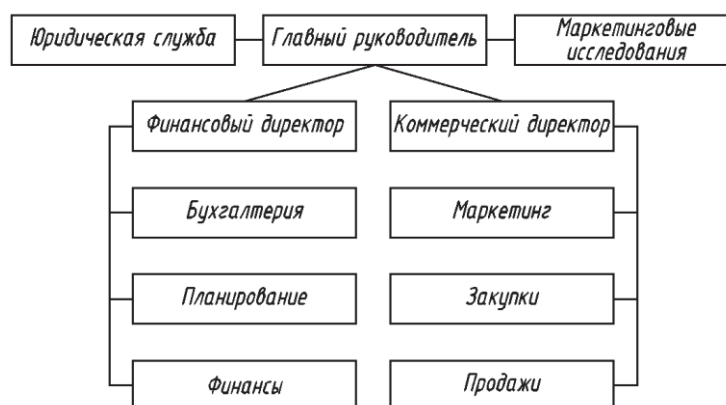 Юридическая служба
Главный руководитель
Маркетинговые
исследования
Финансовый директор
Коммерческий директор
Бухгалтерия
Маркетинг
Планирование
Закупки
Финансы
Продажи